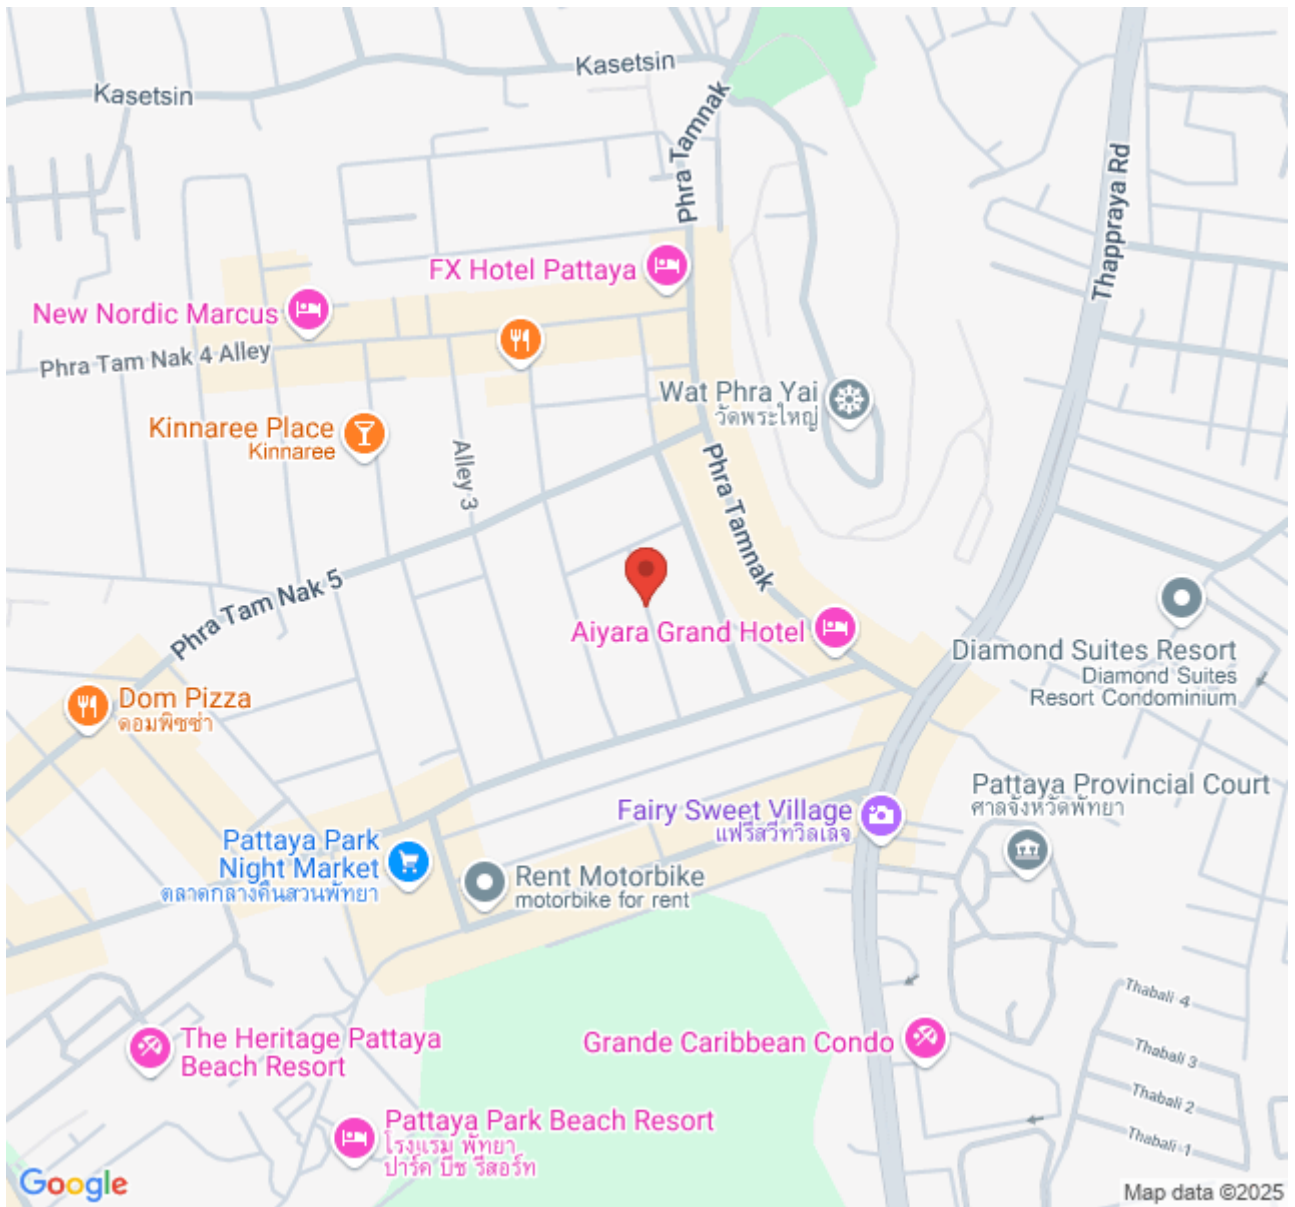 Kasetsin
Kasetsin
Phra Tamnak
Thappraya Rd
FX Hotel Pattaya
New Nordic Marcus
Phra Tam Nak 4 Alley
Wat Phra Yai
วัดพระใหญ่
Kinnaree Place
Kinnaree
Alley 3
Phra Tamnak
Phra Tam Nak 5
Aiyara Grand Hotel
Diamond Suites Resort
Diamond Suites
Resort Condominium
Dom Pizza
ดอมพิซซ่า
Pattaya Provincial Court
ศาลจังหวัดพัทยา
Fairy Sweet Village
แฟรีสวีทวิลเลจ
Pattaya Park
Night Market
ตลาดกลางคืนสวนพัทยา
Rent Motorbike
motorbike for rent
Thabali 4
The Heritage Pattaya
Beach Resort
Grande Caribbean Condo
Thabali 3
Thabali 2
Pattaya Park Beach Resort
โรงแรม พัทยา
ปาร์ค บีช รีสอร์ท
Thabali 1
Google
Map data ©2025